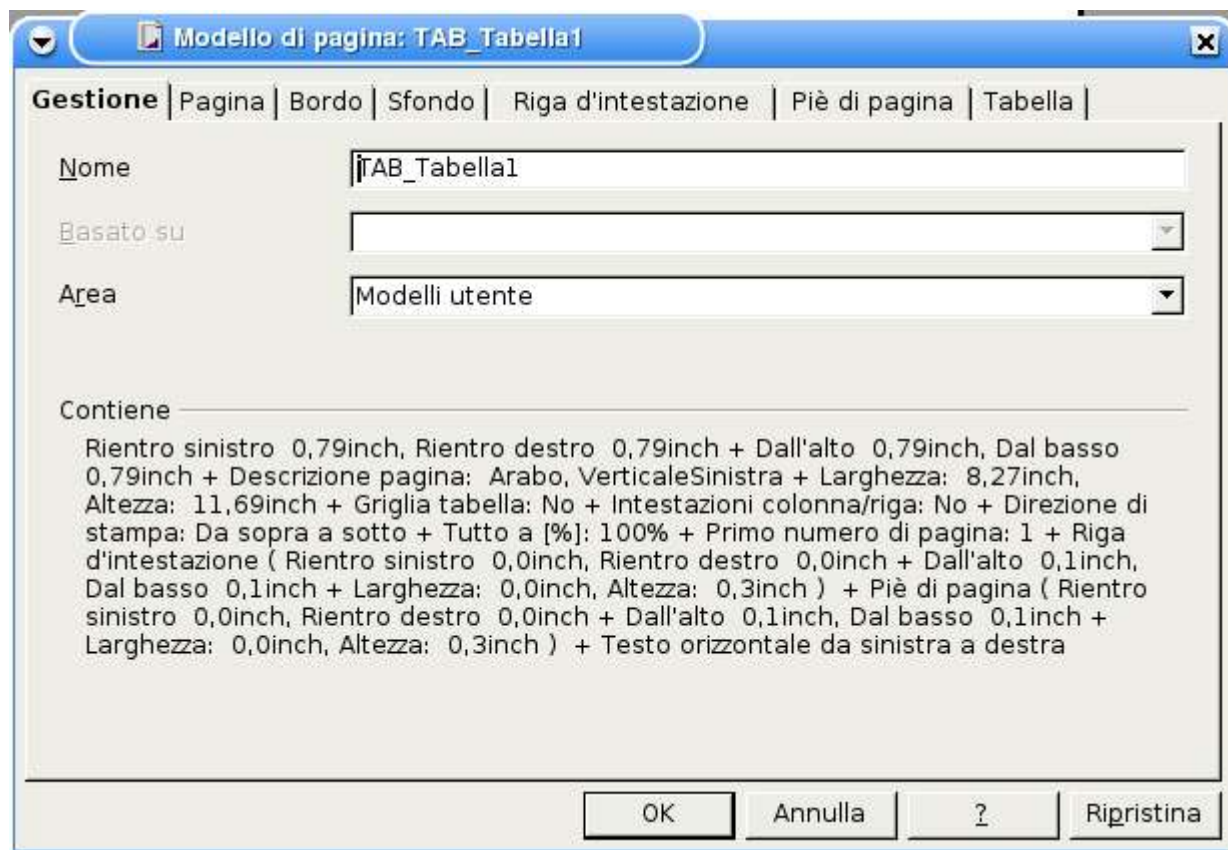 Modello di pagina: TAB_Tabella1
Gestione Pagina Bordo Sfondo Riga d'intestazione Piè di pagina Tabella
Nome TAB_Tabella1
Basato su
Area Modelli utente
Contiene
Rientro sinistro 0,79inch, Rientro destro 0,79inch + Dall'alto 0,79inch, Dal basso
0,79inch + Descrizione pagina: Arabo, VerticaleSinistra + Larghezza: 8,27inch,
Altezza: 11,69inch + Griglia tabella: No + Intestazioni colonna/riga: No + Direzione di
stampa: Da sopra a sotto + Tutto a [%]: 100% + Primo numero di pagina: 1 + Riga
d'intestazione ( Rientro sinistro 0,0inch, Rientro destro 0,0inch + Dall'alto 0,1inch,
Dal basso 0,1inch + Larghezza: 0,0inch, Altezza: 0,3inch ) + Piè di pagina ( Rientro
sinistro 0,0inch, Rientro destro 0,0inch + Dall'alto 0,1inch, Dal basso 0,1inch +
Larghezza: 0,0inch, Altezza: 0,3inch ) + Testo orizzontale da sinistra a destra
OK Annulla ? Ripristina